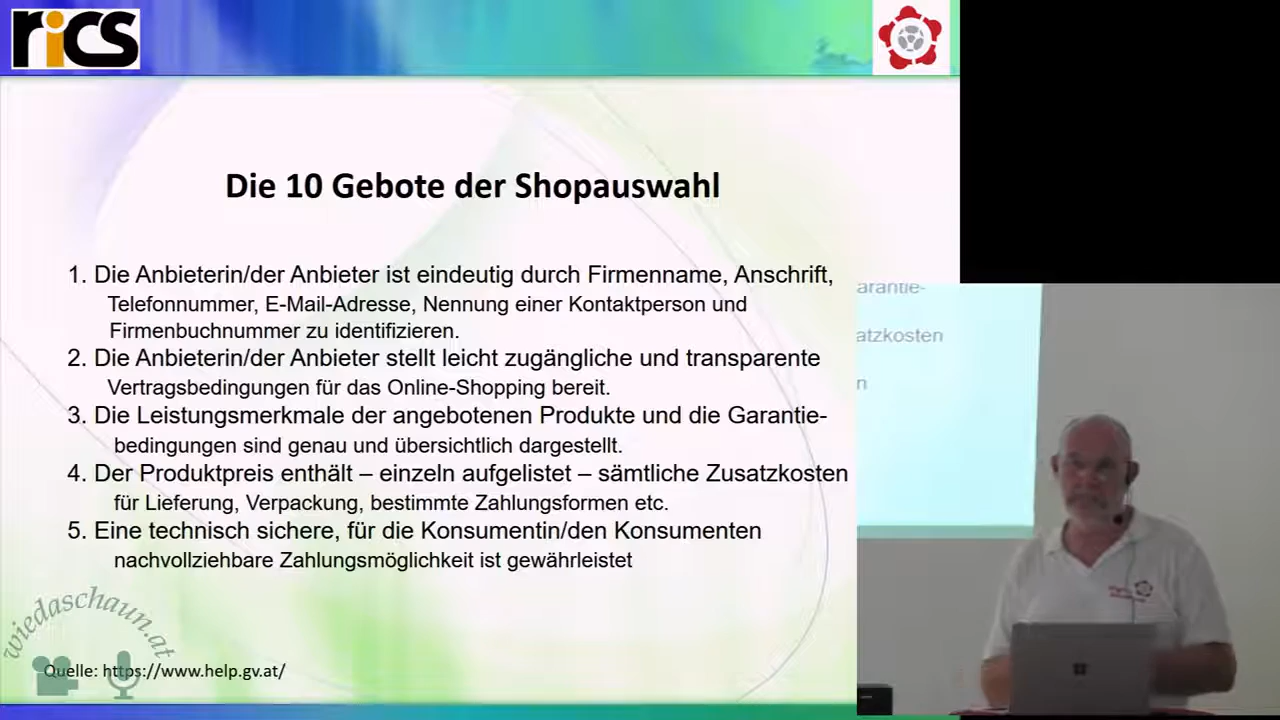 rics
Die 10 Gebote der Shopauswahl
1. Die Anbieterin/der Anbieter ist eindeutig durch Firmenname, Anschrift,
Telefonnummer, E-Mail-Adresse, Nennung einer Kontaktperson und
Firmenbuchnummer zu identifizieren.
2. Die Anbieterin/der Anbieter stellt leicht zugängliche und transparente
Vertragsbedingungen für das Online-Shopping bereit.
3. Die Leistungsmerkmale der angebotenen Produkte und die Garantie-
bedingungen sind genau und übersichtlich dargestellt.
4. Der Produktpreis enthält – einzeln aufgelistet – sämtliche Zusatzkosten
für Lieferung, Verpackung, bestimmte Zahlungsformen etc.
5. Eine technisch sichere, für die Konsumentin/den Konsumenten
nachvollziehbare Zahlungsmöglichkeit ist gewährleistet
wiedaschaun.at
Quelle: https://www.help.gv.at/
arantie-
atzkosten
n